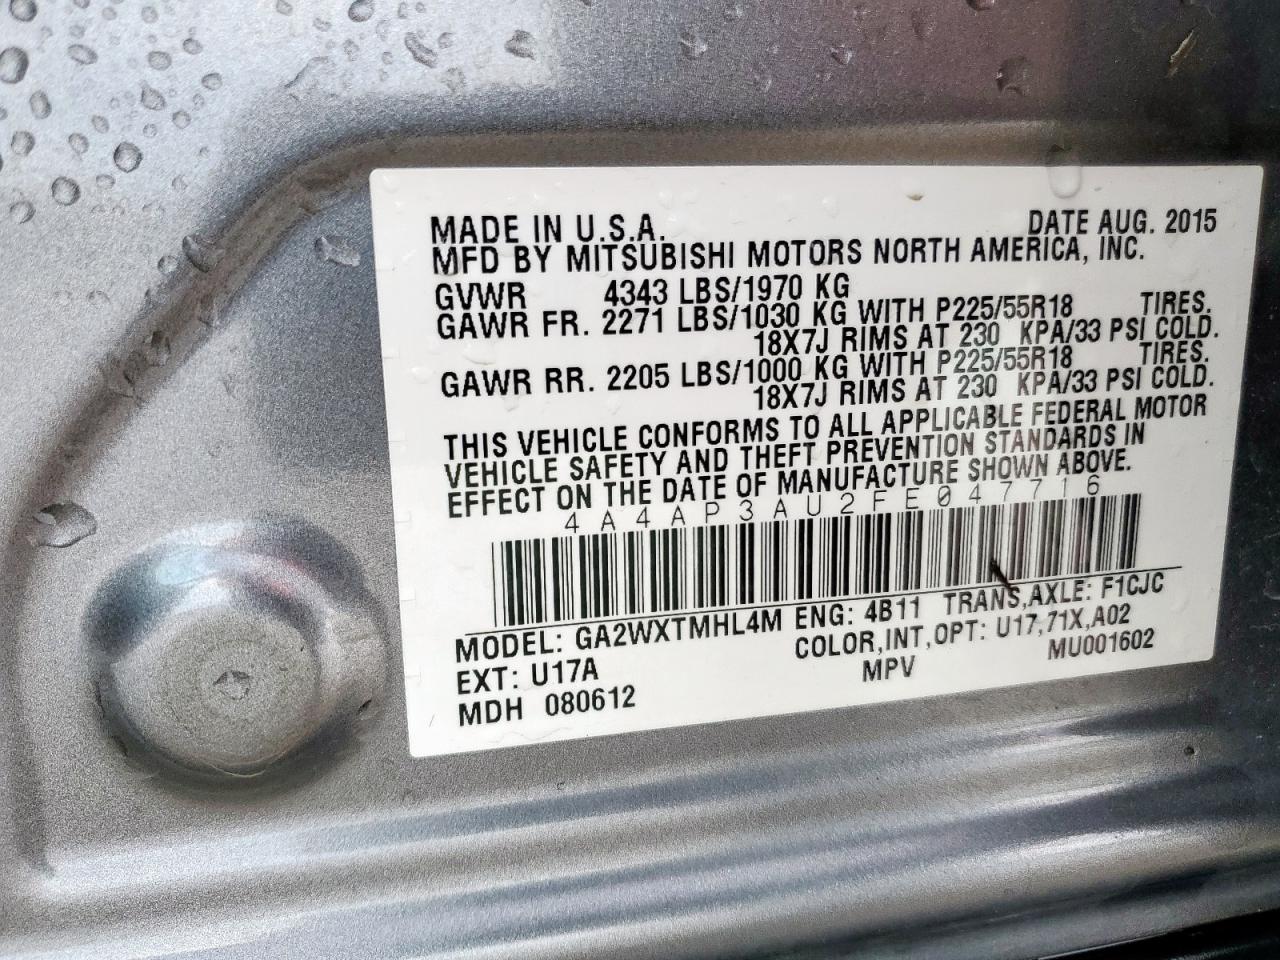 MADE IN U.S.A. DATE AUG. 2015
MFD BY MITSUBISHI MOTORS NORTH AMERICA, INC.
GVWR 4343 LBS/1970 KG
GAWR FR. 2271 LBS/1030 KG WITH P225/55R18 TIRES.
18X7J RIMS AT 230 KPA/33 PSI COLD.
GAWR RR. 2205 LBS/1000 KG WITH P225/55R18 TIRES.
18X7J RIMS AT 230 KPA/33 PSI COLD.
THIS VEHICLE CONFORMS TO ALL APPLICABLE FEDERAL MOTOR
VEHICLE SAFETY AND THEFT PREVENTION STANDARDS IN
EFFECT ON THE DATE OF MANUFACTURE SHOWN ABOVE.
4A4AP3AU2FE047716
MODEL: GA2WXTMHL4M ENG: 4B11 TRANS,AXLE: F1CJC
EXT: U17A COLOR,INT,OPT: U17,71X,A02
MDH 080612 MPV MU001602